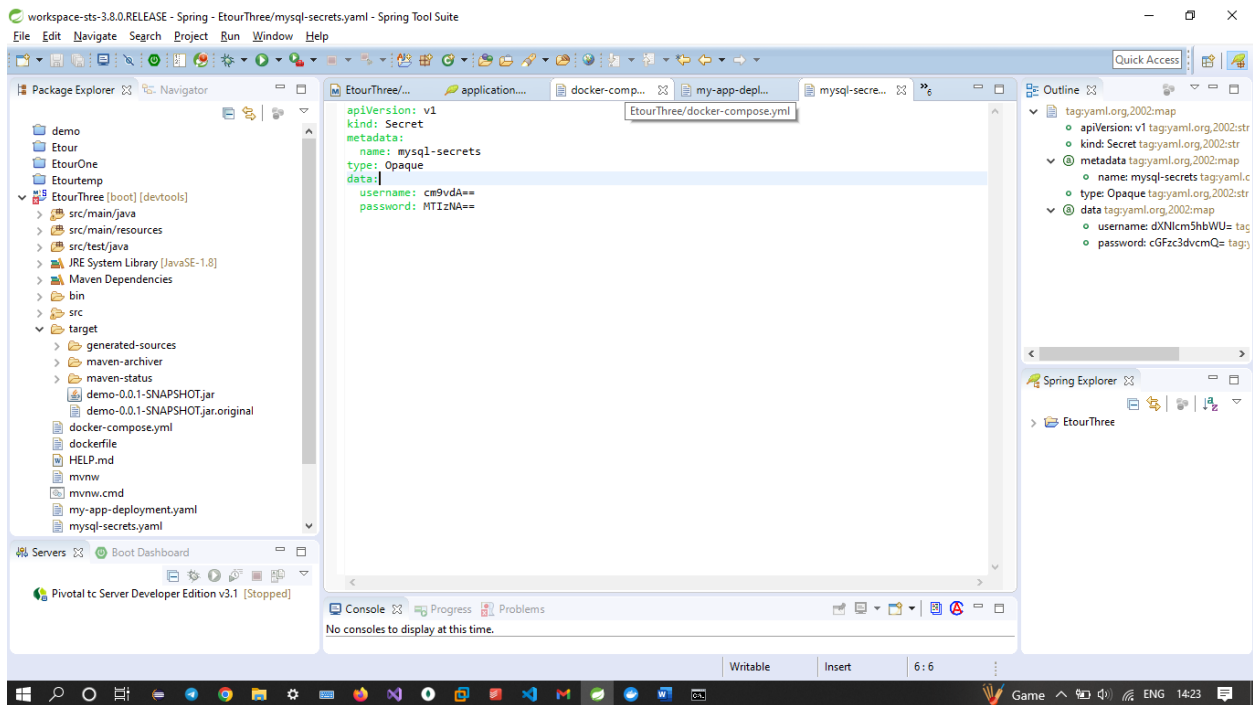 workspace-sts-3.8.0.RELEASE - Spring - EtourThree/mysql-secrets.yaml - Spring Tool Suite
File Edit Navigate Search Project Run Window Help
Quick Access
Package Explorer Navigator
demo
Etour
EtourOne
Etourtemp
EtourThree [boot] [devtools]
src/main/java
src/main/resources
src/test/java
JRE System Library [JavaSE-1.8]
Maven Dependencies
bin
src
target
generated-sources
maven-archiver
maven-status
demo-0.0.1-SNAPSHOT.jar
demo-0.0.1-SNAPSHOT.jar.original
docker-compose.yml
dockerfile
HELP.md
mvnw
mvnw.cmd
my-app-deployment.yaml
mysql-secrets.yaml
Servers Boot Dashboard
Pivotal tc Server Developer Edition v3.1 [Stopped]
EtourThree/... application.... docker-comp... my-app-depl... mysql-secre... »6
EtourThree/docker-compose.yml
apiVersion: v1
kind: Secret
metadata:
name: mysql-secrets
type: Opaque
data:
username: cm9vdA==
password: MTIzNA==
Console Progress Problems
No consoles to display at this time.
Outline
tag:yaml.org,2002:map
apiVersion: v1 tag:yaml.org,2002:str
kind: Secret tag:yaml.org,2002:str
metadata tag:yaml.org,2002:map
name: mysql-secrets tag:yaml.c
type: Opaque tag:yaml.org,2002:str
data tag:yaml.org,2002:map
username: dXNlcm5hbWU= tag
password: cGFzc3dvcmQ= tag:y
Spring Explorer
EtourThree
Writable Insert 6 : 6
Game ENG 14:23